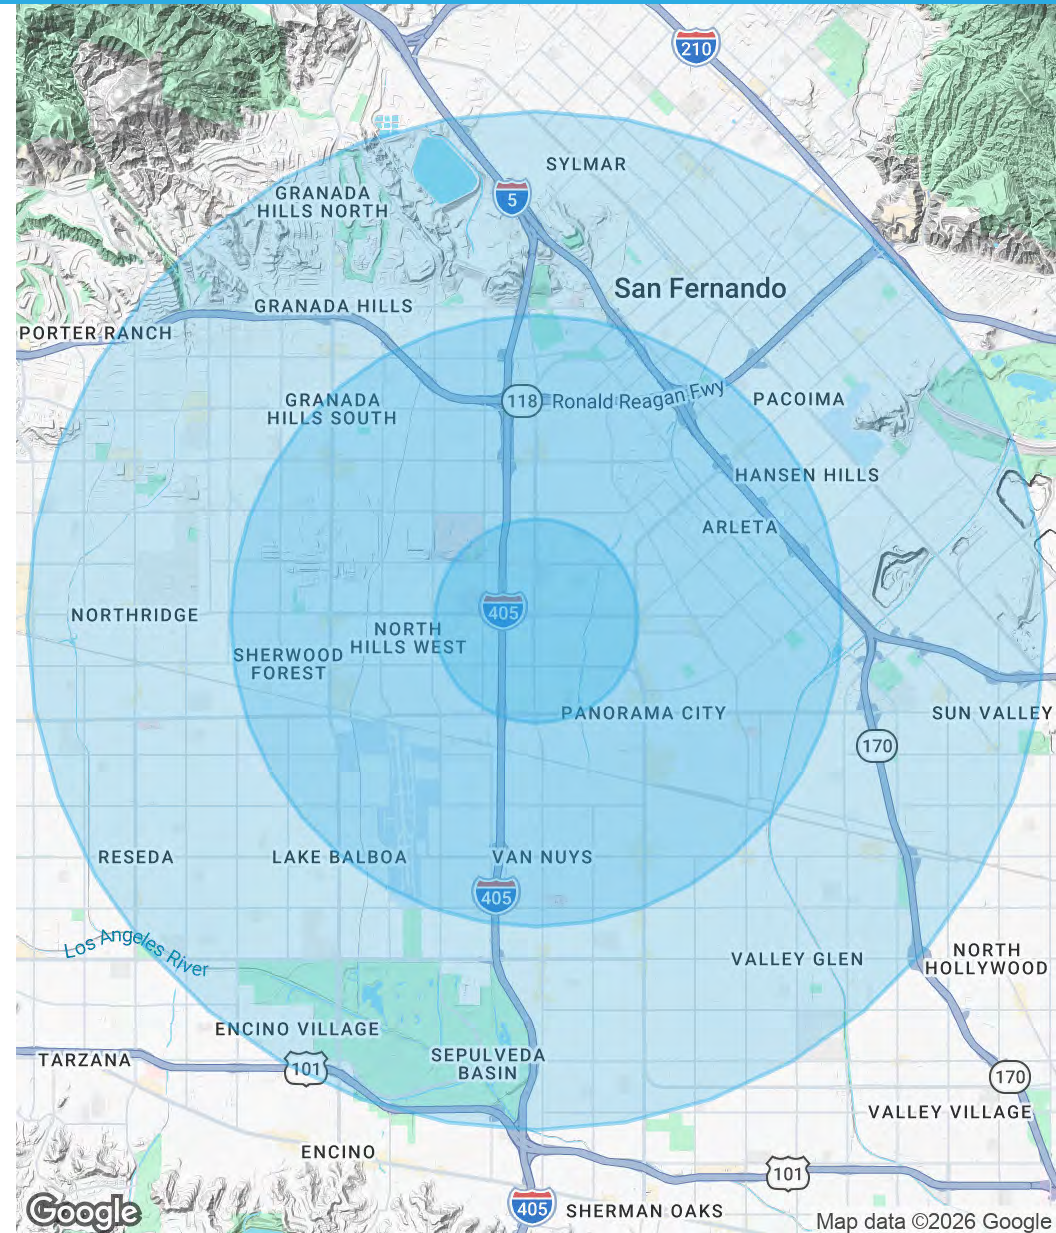 210
SYLMAR
5
GRANADA
HILLS NORTH
San Fernando
GRANADA HILLS
PORTER RANCH
GRANADA
HILLS SOUTH
118
Ronald Reagan Fwy
PACOIMA
HANSEN HILLS
ARLETA
405
NORTHRIDGE
NORTH
HILLS WEST
SHERWOOD
FOREST
PANORAMA CITY
SUN VALLEY
170
RESEDA
LAKE BALBOA
VAN NUYS
405
Los Angeles River
VALLEY GLEN
NORTH
HOLLYWOOD
ENCINO VILLAGE
TARZANA
101
SEPULVEDA
BASIN
170
VALLEY VILLAGE
ENCINO
101
405
SHERMAN OAKS
Google
Map data ©2026 Google